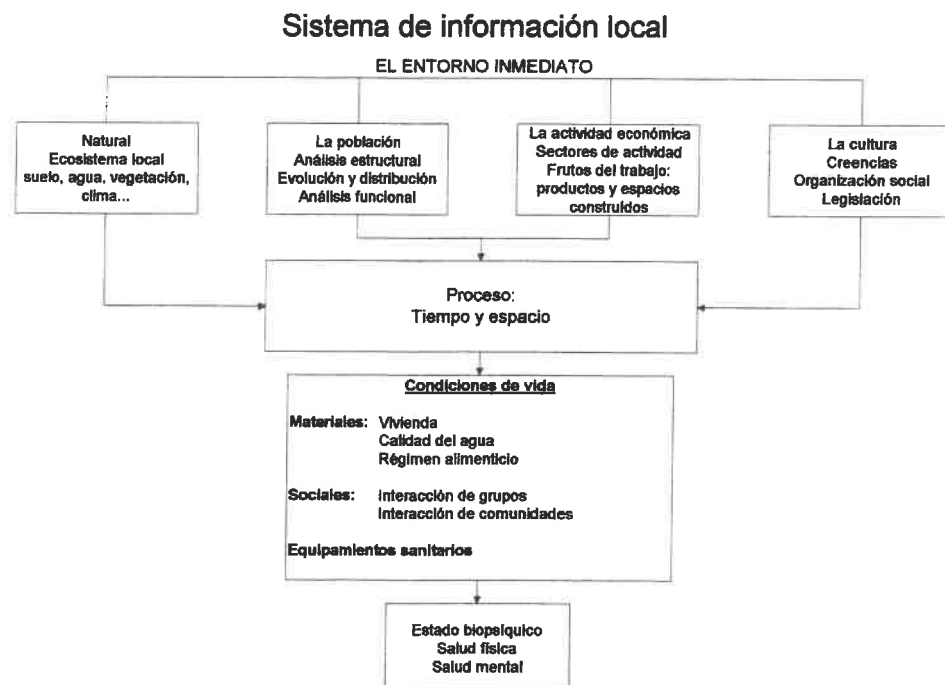 Sistema de información local
EL ENTORNO INMEDIATO
Natural
Ecosistema local
suelo, agua, vegetación,
clima...
La población
Análisis estructural
Evolución y distribución
Análisis funcional
La actividad económica
Sectores de actividad
Frutos del trabajo:
productos y espacios
construídos
La cultura
Creencias
Organización social
Legislación
Proceso:
Tiempo y espacio
Condiciones de vida
Materiales: Vivienda
Calidad del agua
Régimen alimenticio
Sociales: Interacción de grupos
Interacción de comunidades
Equipamientos sanitarios
Estado biopsíquico
Salud física
Salud mental